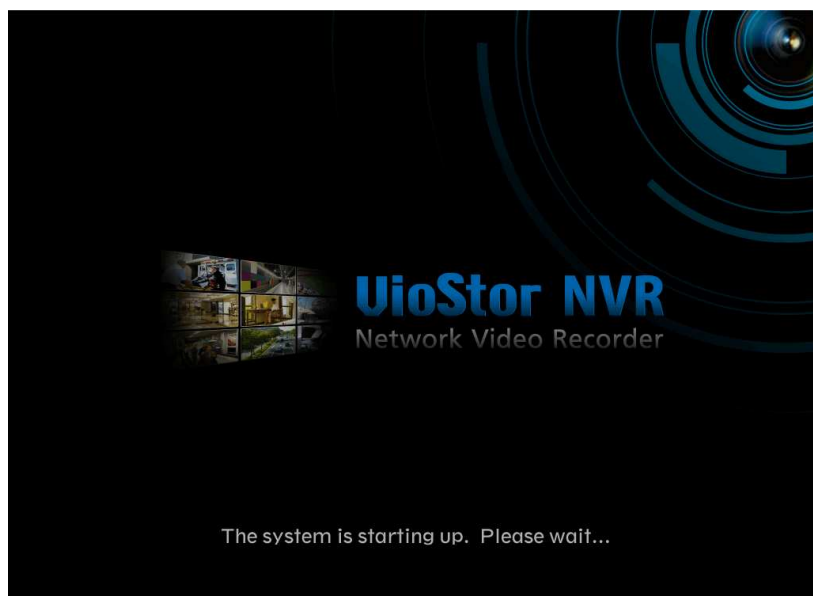 VioStor NVR
Network Video Recorder
The system is starting up. Please wait...